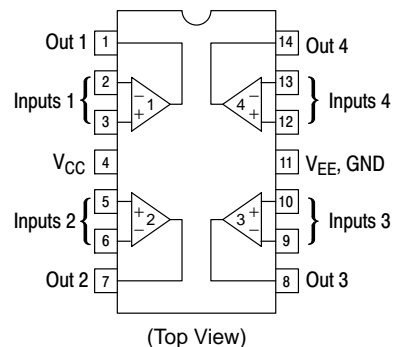 Out 1 1 14 Out 4
Inputs 1 { 2 − 1 − 13 } Inputs 4
3 + 4 + 12
VCC 4 11 VEE, GND
Inputs 2 { 5 + 2 3 + 10 } Inputs 3
6 − − 9
Out 2 7 8 Out 3
(Top View)